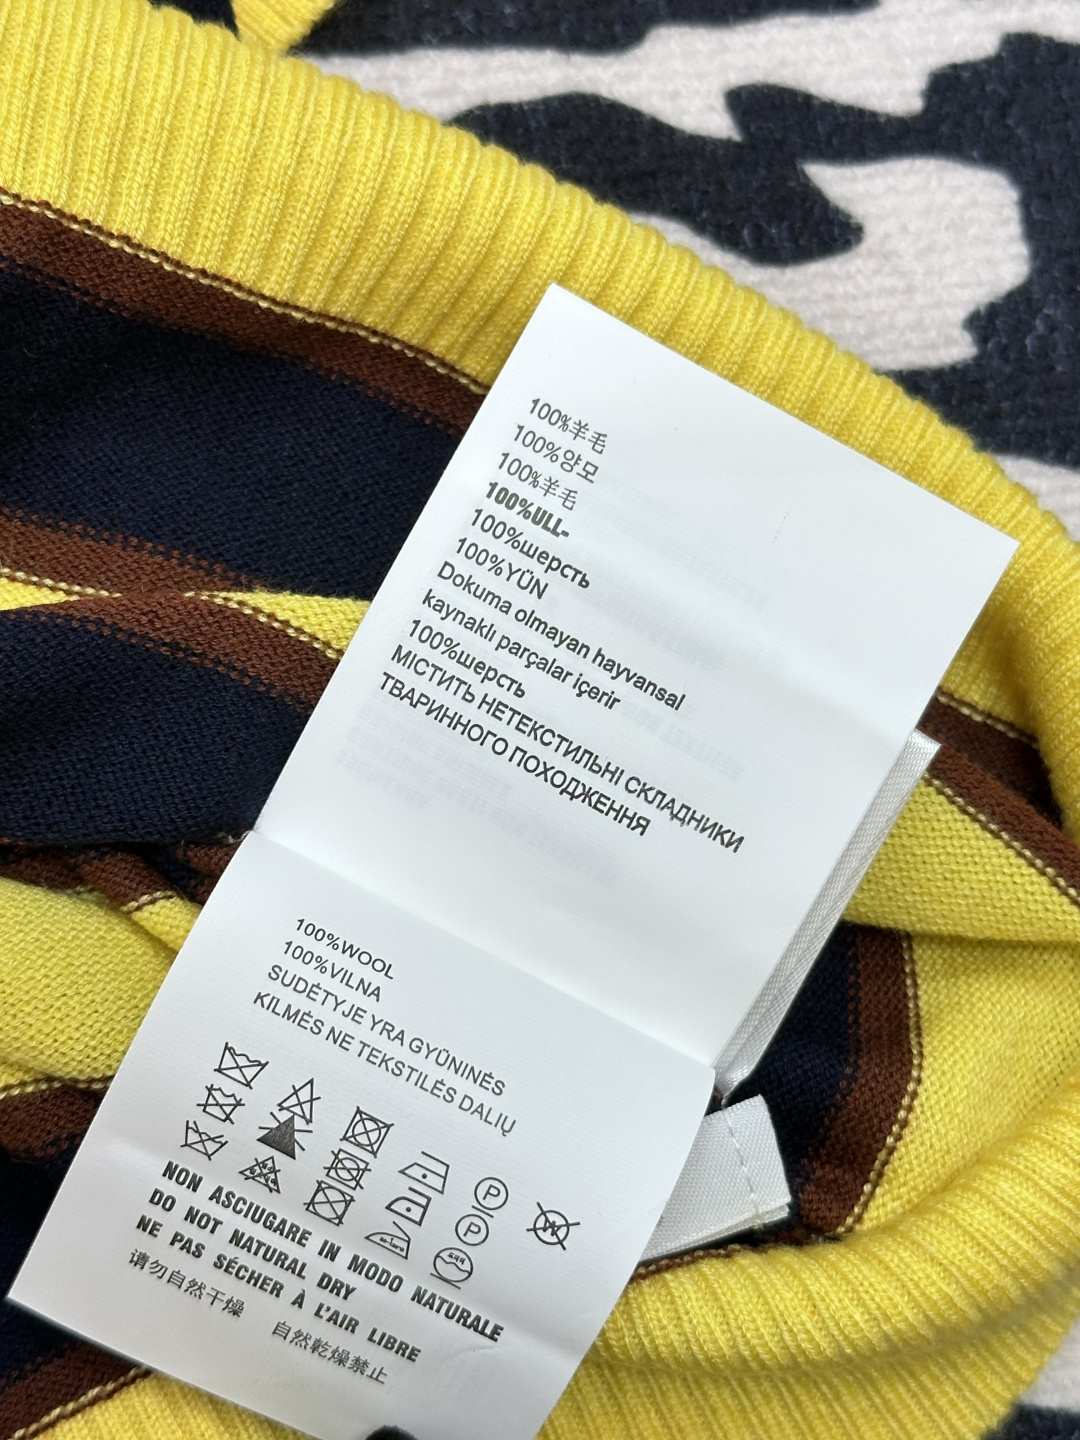 100%羊毛
100%양모
100%羊毛
100%ULL-
100%шерсть
100%YÜN
Dokuma olmayan hayvansal
kaynaklı parçalar içerir
100%шерсть
МІСТИТЬ НЕТЕКСТИЛЬНІ СКЛАДНИКИ
ТВАРИННОГО ПОХОДЖЕННЯ
100%WOOL
100%VILNA
SUDĖTYJE YRA GYŪNINĖS
KILMĖS NE TEKSTILĖS DALIŲ
P
P
W
NON ASCIUGARE IN MODO NATURALE
DO NOT NATURAL DRY
NE PAS SÉCHER À L'AIR LIBRE
请勿自然干燥 自然乾燥禁止